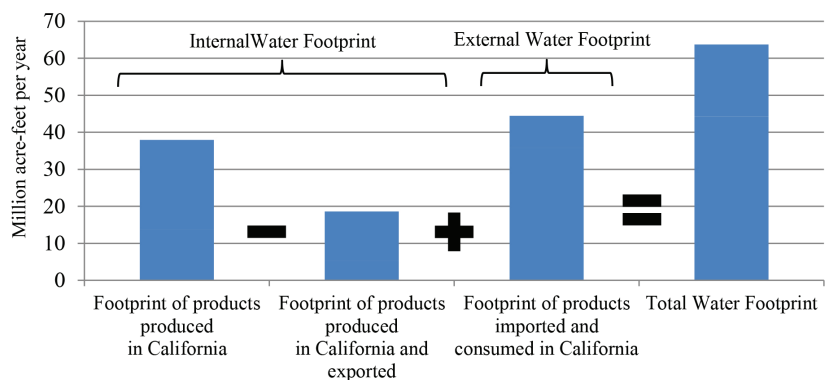 Million acre-feet per year
70
60
50
40
30
20
10
0
InternalWater Footprint
External Water Footprint
Footprint of products
produced
in California
Footprint of products
produced
in California and
exported
Footprint of products
imported and
consumed in California
Total Water Footprint